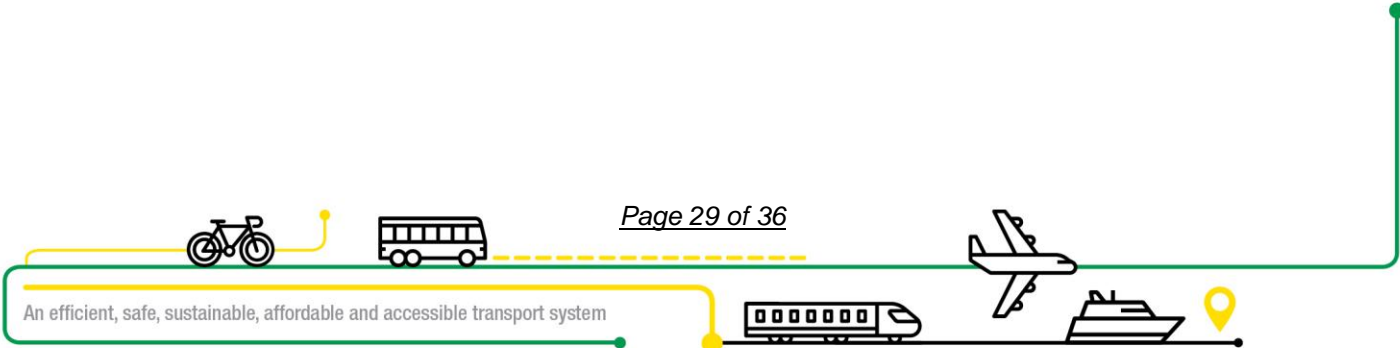 Page 29 of 36
An efficient, safe, sustainable, affordable and accessible transport system